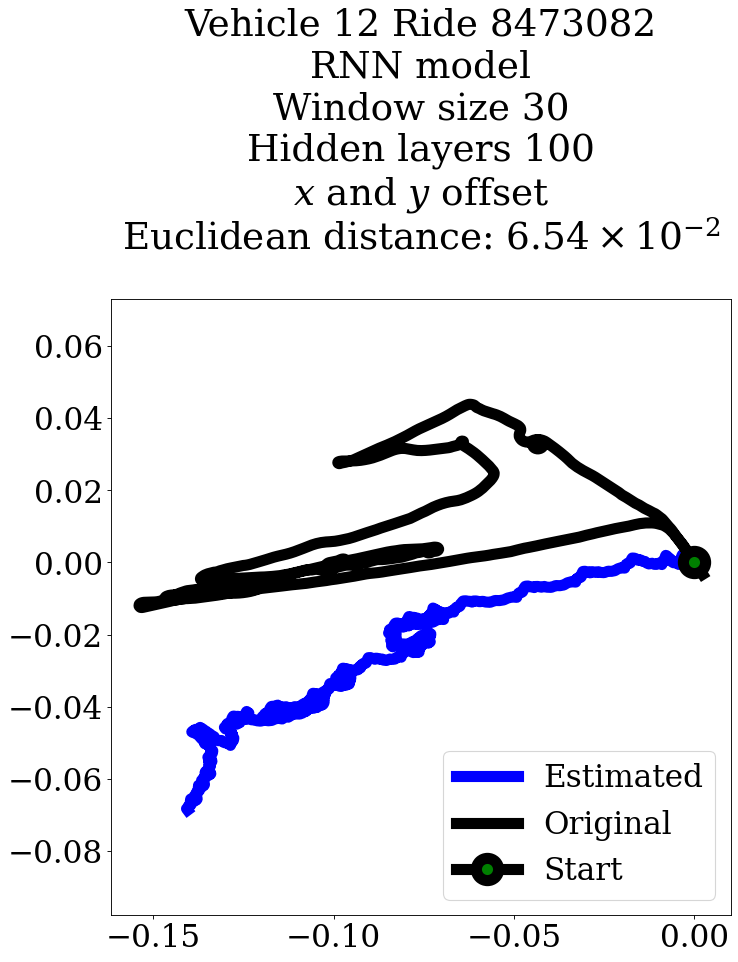 Vehicle 12 Ride 8473082
RNN model
Window size 30
Hidden layers 100
x and y offset
Euclidean distance: 6.54 × 10⁻²
0.06
0.04
0.02
0.00
−0.02
−0.04
−0.06
−0.08
Estimated
Original
Start
−0.15
−0.10
−0.05
0.00